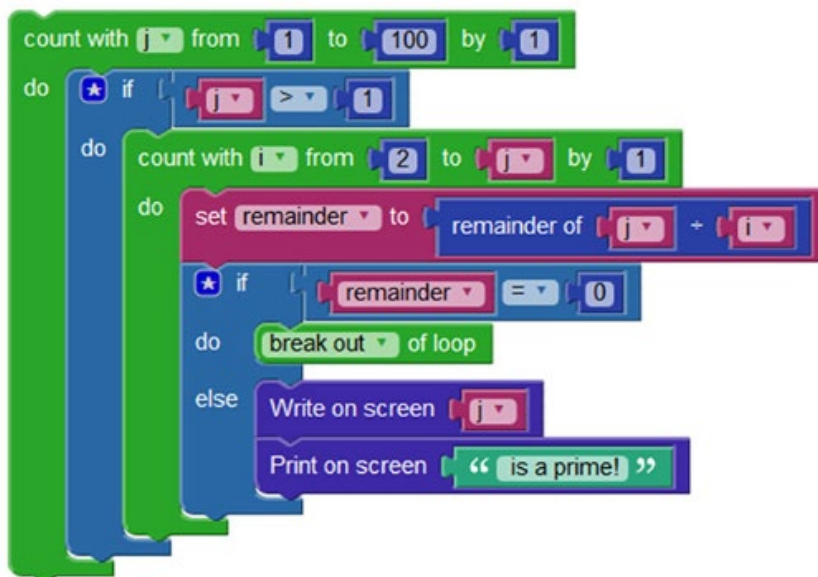 count with j from 1 to 100 by 1
do if j > 1
do count with i from 2 to j by 1
do set remainder to remainder of j ÷ i
if remainder = 0
do break out of loop
else Write on screen j
Print on screen “ is a prime! ”